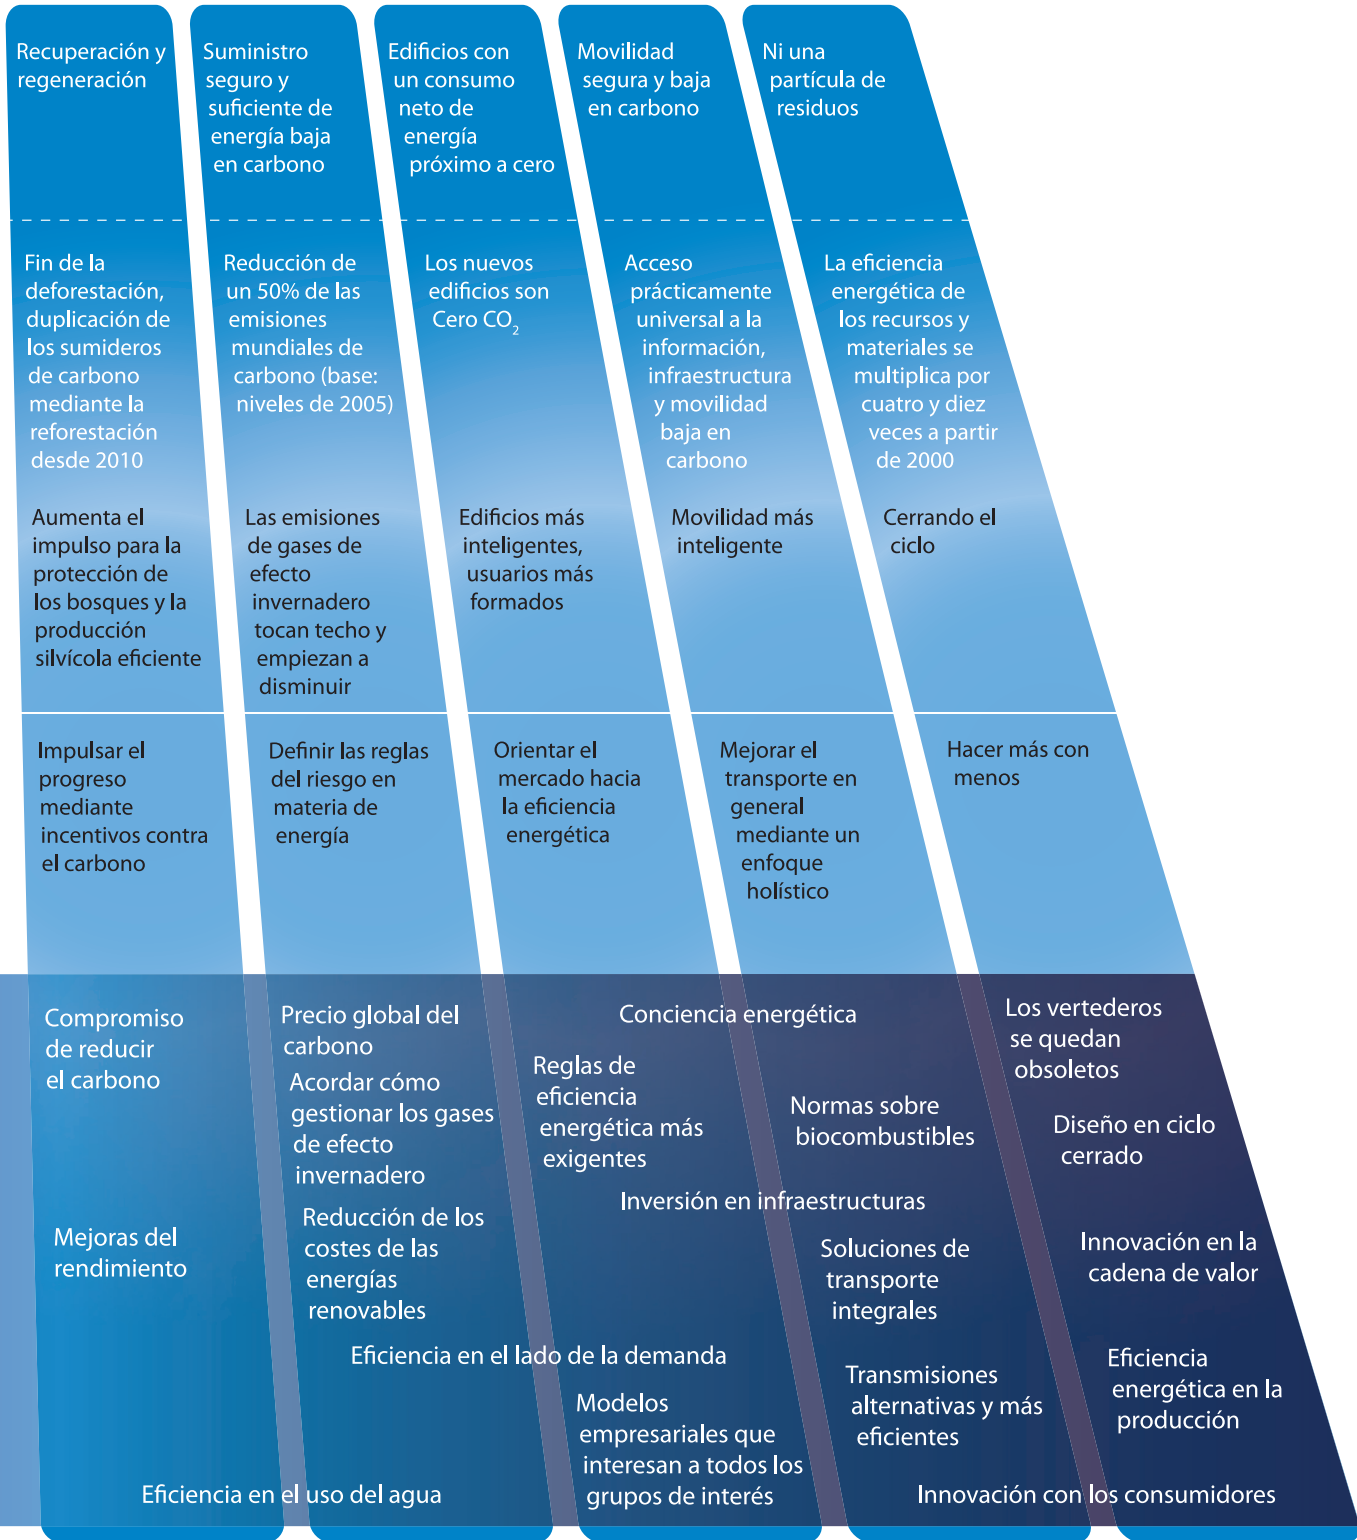 Recuperación y
regeneración
Suministro
seguro y
suficiente de
energía baja
en carbono
Edificios con
un consumo
neto de
energía
próximo a cero
Movilidad
segura y baja
en carbono
Ni una
partícula de
residuos
Fin de la
deforestación,
duplicación de
los sumideros
de carbono
mediante la
reforestación
desde 2010
Reducción de
un 50% de las
emisiones
mundiales de
carbono (base:
niveles de 2005)
Los nuevos
edificios son
Cero CO₂
Acceso
prácticamente
universal a la
información,
infraestructura
y movilidad
baja en
carbono
La eficiencia
energética de
los recursos y
materiales se
multiplica por
cuatro y diez
veces a partir
de 2000
Aumenta el
impulso para la
protección de
los bosques y la
producción
silvícola eficiente
Las emisiones
de gases de
efecto
invernadero
tocan techo y
empiezan a
disminuir
Edificios más
inteligentes,
usuarios más
formados
Movilidad más
inteligente
Cerrando el
ciclo
Impulsar el
progreso
mediante
incentivos contra
el carbono
Definir las reglas
del riesgo en
materia de
energía
Orientar el
mercado hacia
la eficiencia
energética
Mejorar el
transporte en
general
mediante un
enfoque
holístico
Hacer más con
menos
Compromiso
de reducir
el carbono
Mejoras del
rendimiento
Precio global del
carbono
Acordar cómo
gestionar los gases
de efecto
invernadero
Reducción de los
costes de las
energías
renovables
Conciencia energética
Reglas de
eficiencia
energética más
exigentes
Normas sobre
biocombustibles
Inversión en infraestructuras
Soluciones de
transporte
integrales
Eficiencia en el lado de la demanda
Modelos
empresariales que
interesan a todos los
grupos de interés
Transmisiones
alternativas y más
eficientes
Los vertederos
se quedan
obsoletos
Diseño en ciclo
cerrado
Innovación en la
cadena de valor
Eficiencia
energética en la
producción
Eficiencia en el uso del agua
Innovación con los consumidores